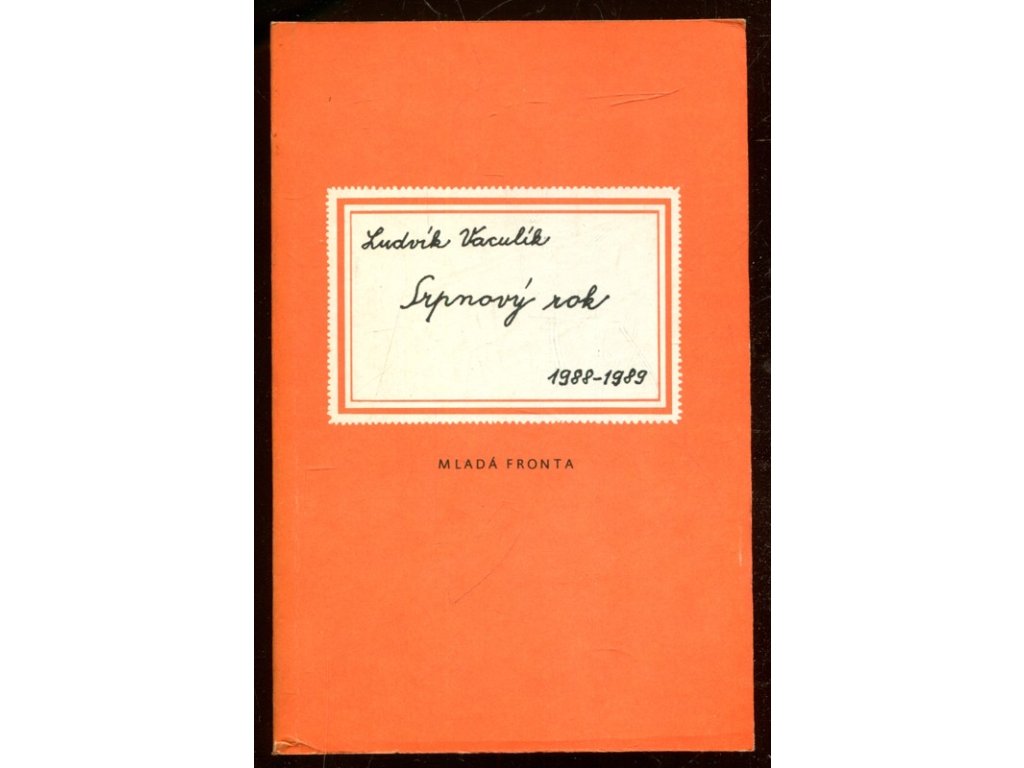 Ludvík Vaculík
Srpnový rok
1988-1989
MLADÁ FRONTA